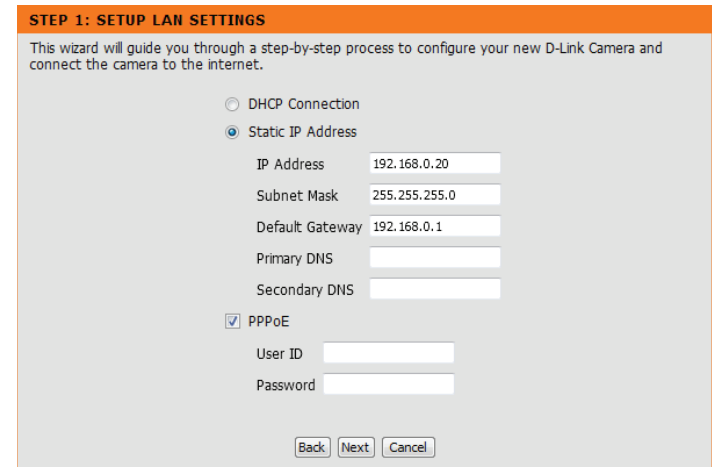 STEP 1: SETUP LAN SETTINGS
This wizard will guide you through a step-by-step process to configure your new D-Link Camera and
connect the camera to the internet.
DHCP Connection
Static IP Address
IP Address 192.168.0.20
Subnet Mask 255.255.255.0
Default Gateway 192.168.0.1
Primary DNS
Secondary DNS
PPPoE
User ID
Password
Back Next Cancel